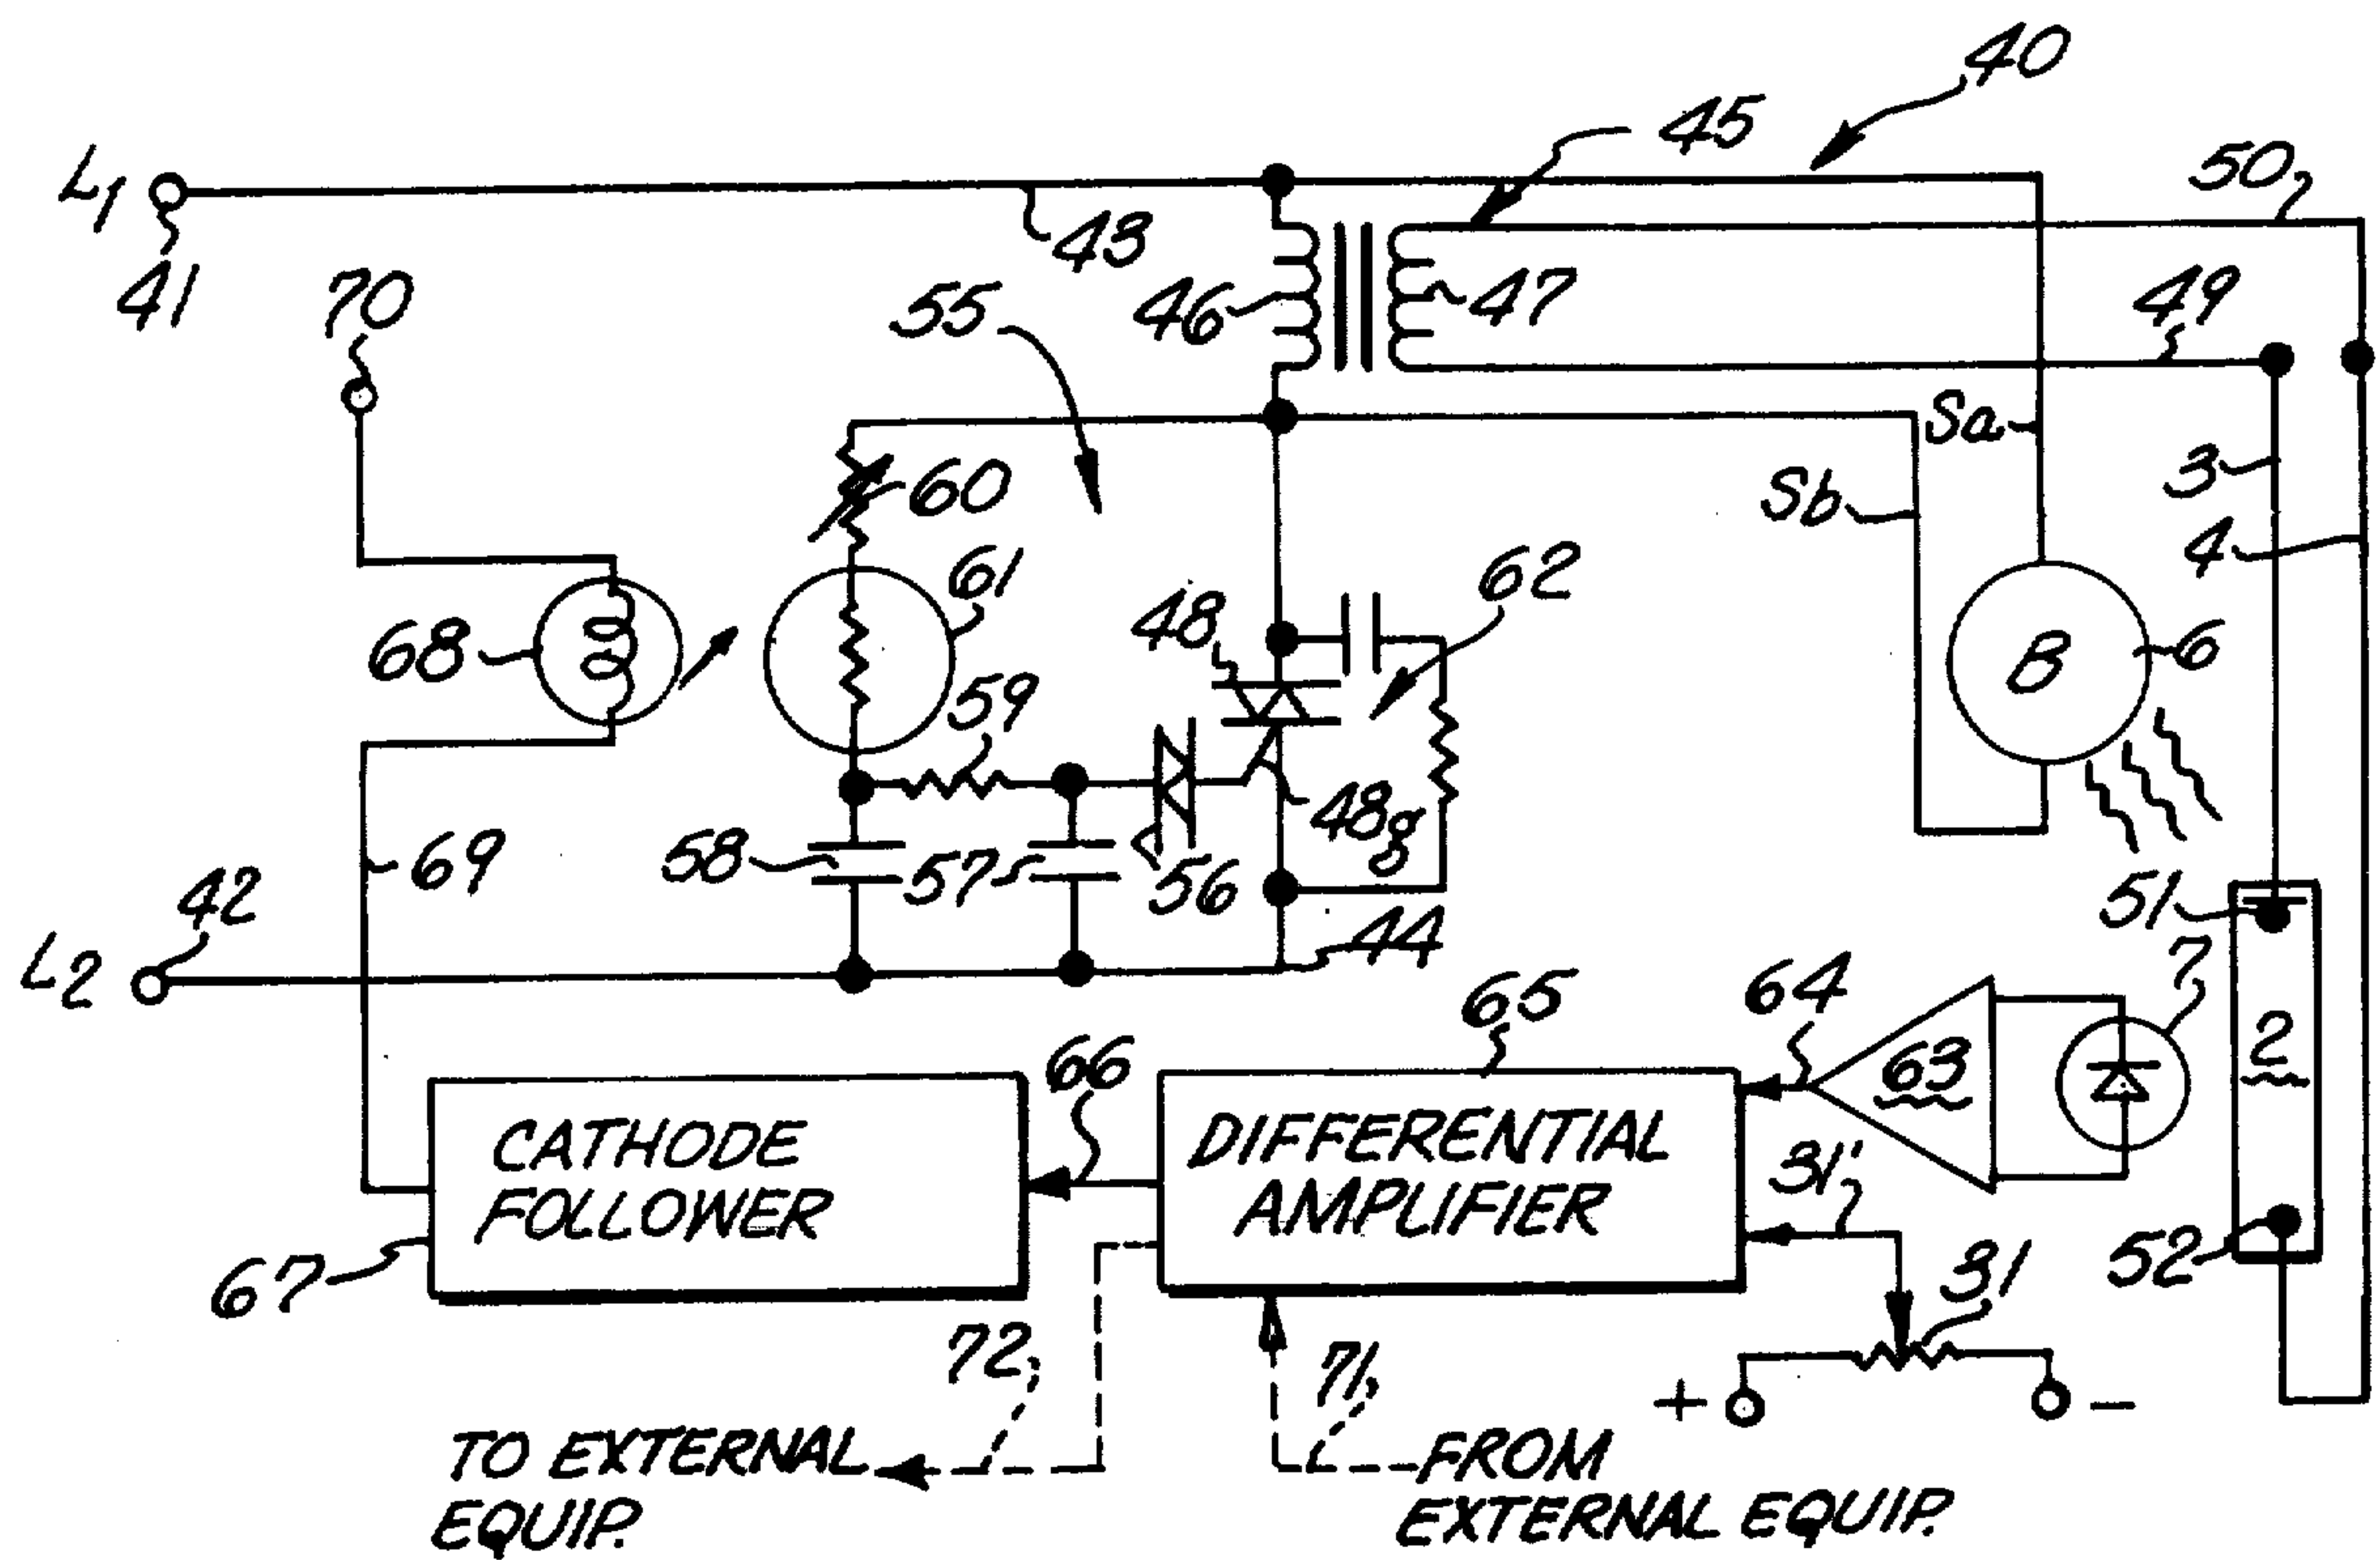 40
45
L1
50
43
41
70
49
46
47
55
Sa
3
60
Sb
4
61
62
68
48
6
B
59
48g
69
58
57
56
51
42
44
7
L2
65
64
66
63
2
CATHODE
FOLLOWER
DIFFERENTIAL
AMPLIFIER
31'
67
52
31
72
71
+
−
TO EXTERNAL
EQUIP.
FROM
EXTERNAL EQUIP.